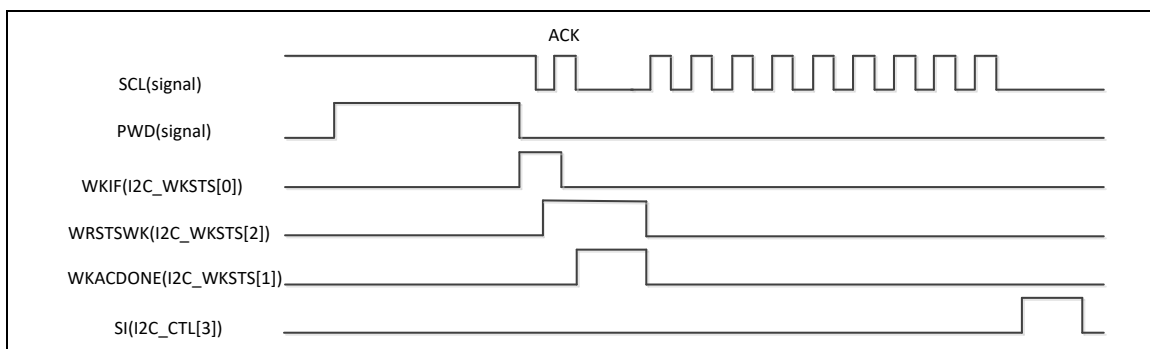 ACK
SCL(signal)
PWD(signal)
WKIF(I2C_WKSTS[0])
WRSTSWK(I2C_WKSTS[2])
WKACDONE(I2C_WKSTS[1])
SI(I2C_CTL[3])